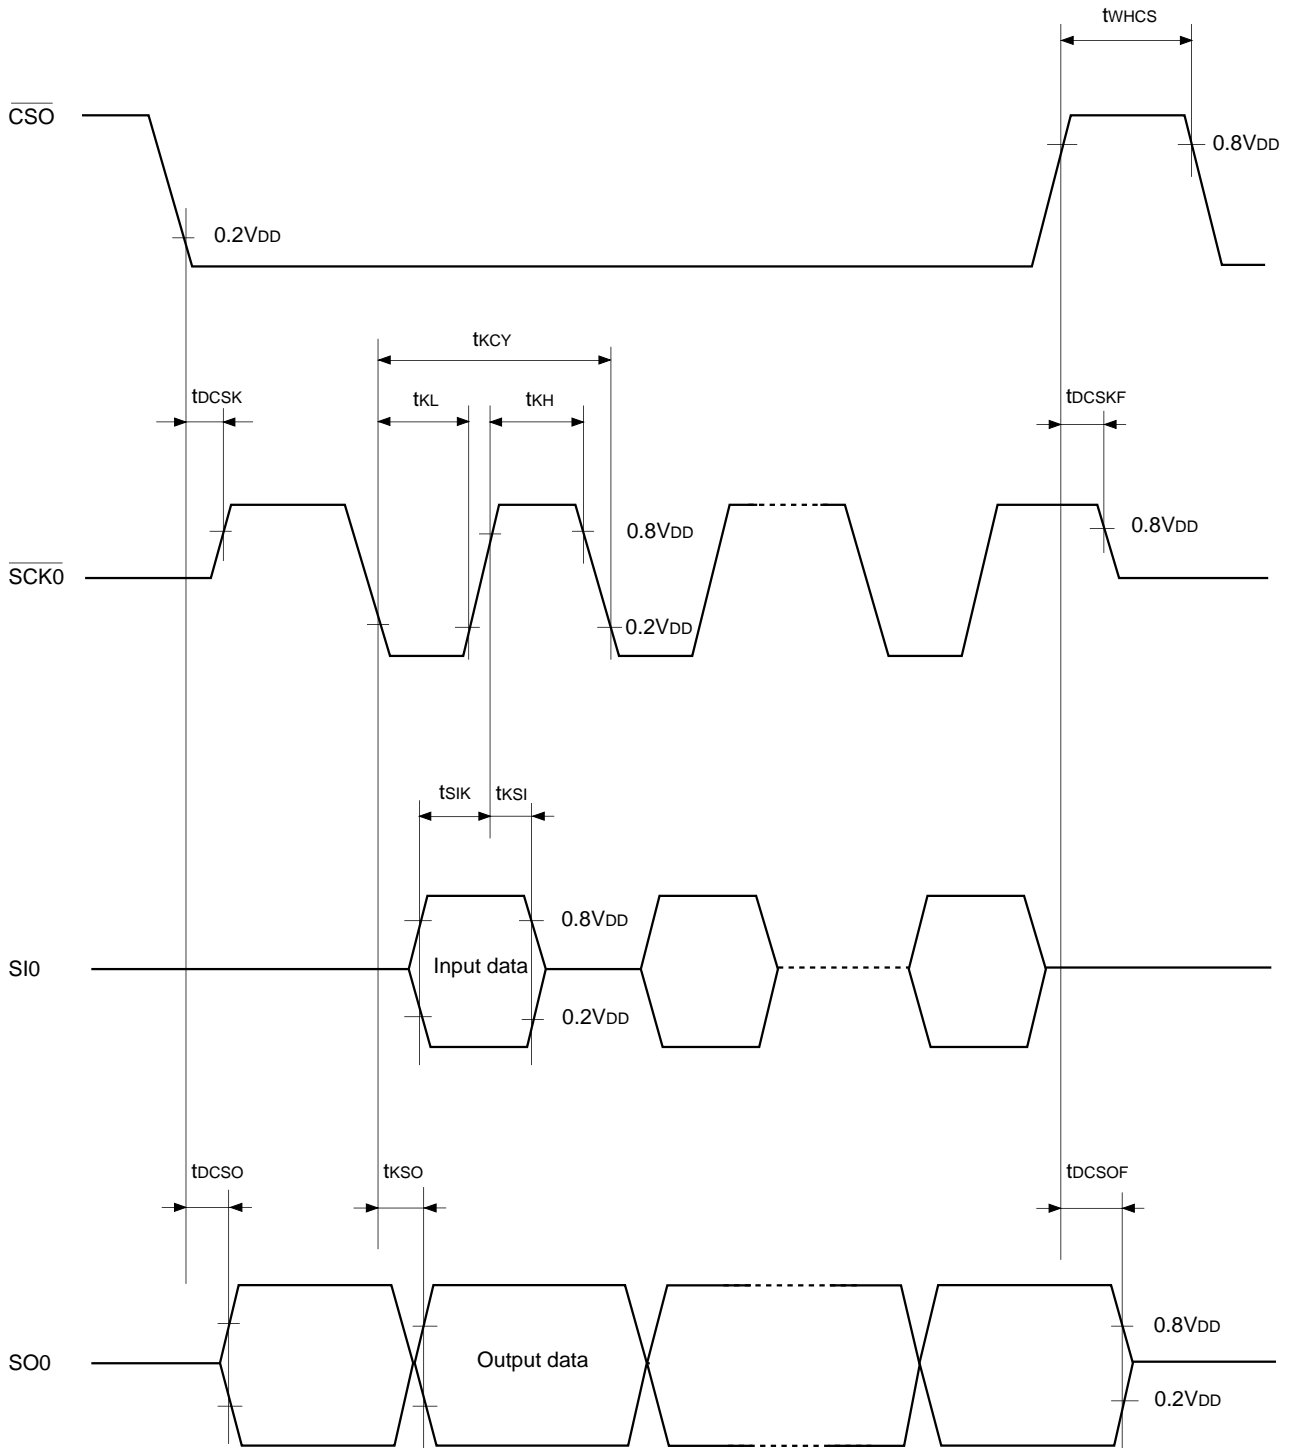 tWHCS
CSO
0.8VDD
0.2VDD
tKCY
tDCSK
tKL
tKH
tDCSKF
0.8VDD
0.8VDD
SCK0
0.2VDD
tSIK
tKSI
0.8VDD
SI0
Input data
0.2VDD
tDCSO
tKSO
tDCSOF
0.8VDD
SO0
Output data
0.2VDD